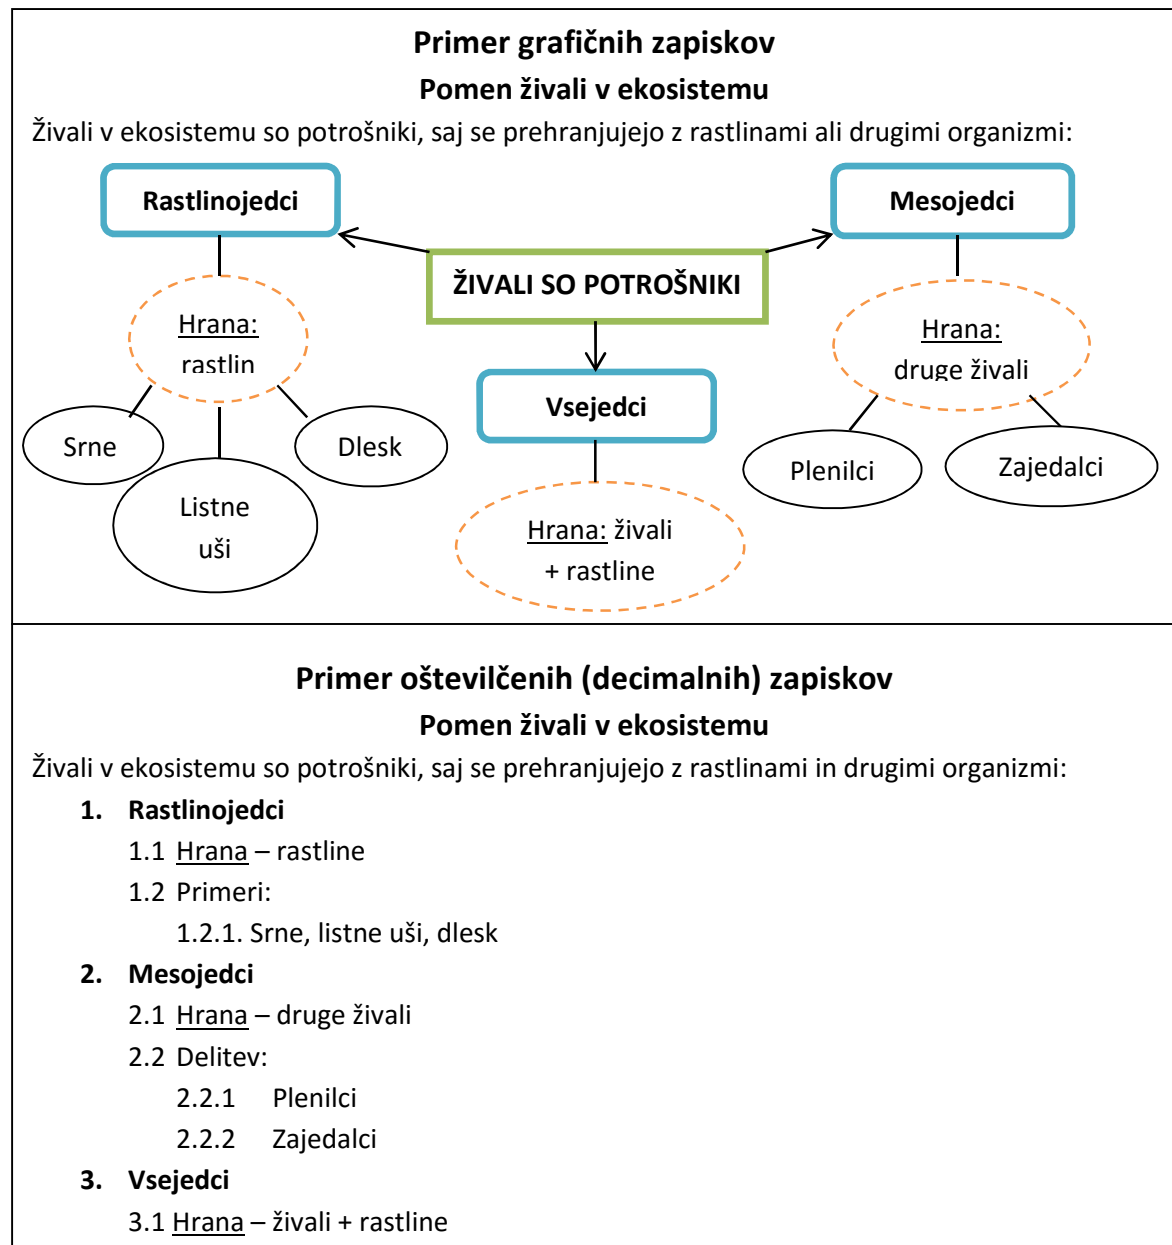 Primer grafičnih zapiskov
Pomen živali v ekosistemu
Živali v ekosistemu so potrošniki, saj se prehranjujejo z rastlinami ali drugimi organizmi:
Rastlinojedci
Mesojedci
ŽIVALI SO POTROŠNIKI
Hrana:
rastlin
Hrana:
druge živali
Vsejedci
Srne
Dlesk
Plenilci
Zajedalci
Listne
uši
Hrana: živali
+ rastline
Primer oštevilčenih (decimalnih) zapiskov
Pomen živali v ekosistemu
Živali v ekosistemu so potrošniki, saj se prehranjujejo z rastlinami in drugimi organizmi:
1. Rastlinojedci
1.1 Hrana – rastline
1.2 Primeri:
1.2.1. Srne, listne uši, dlesk
2. Mesojedci
2.1 Hrana – druge živali
2.2 Delitev:
2.2.1 Plenilci
2.2.2 Zajedalci
3. Vsejedci
3.1 Hrana – živali + rastline